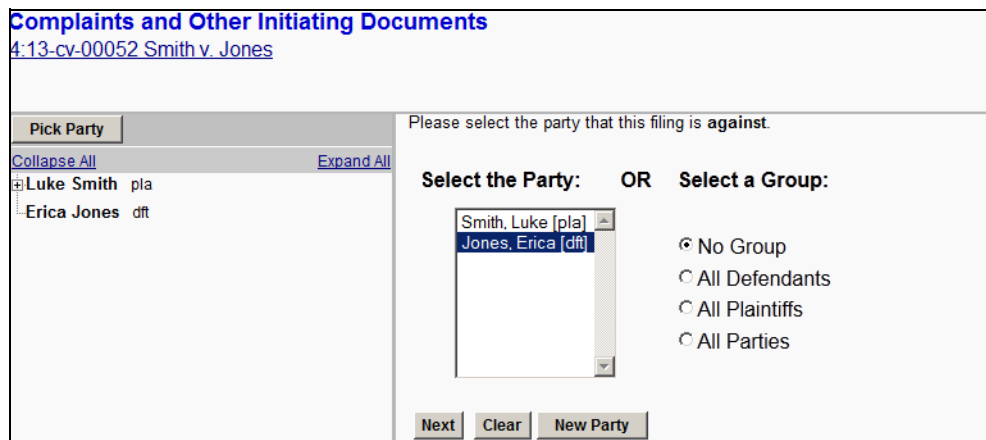 Complaints and Other Initiating Documents
4:13-cv-00052 Smith v. Jones
Pick Party
Collapse All Expand All
Luke Smith pla
Erica Jones dft
Please select the party that this filing is against.
Select the Party: OR Select a Group:
Smith, Luke [pla]
Jones, Erica [dft]
No Group
All Defendants
All Plaintiffs
All Parties
Next Clear New Party